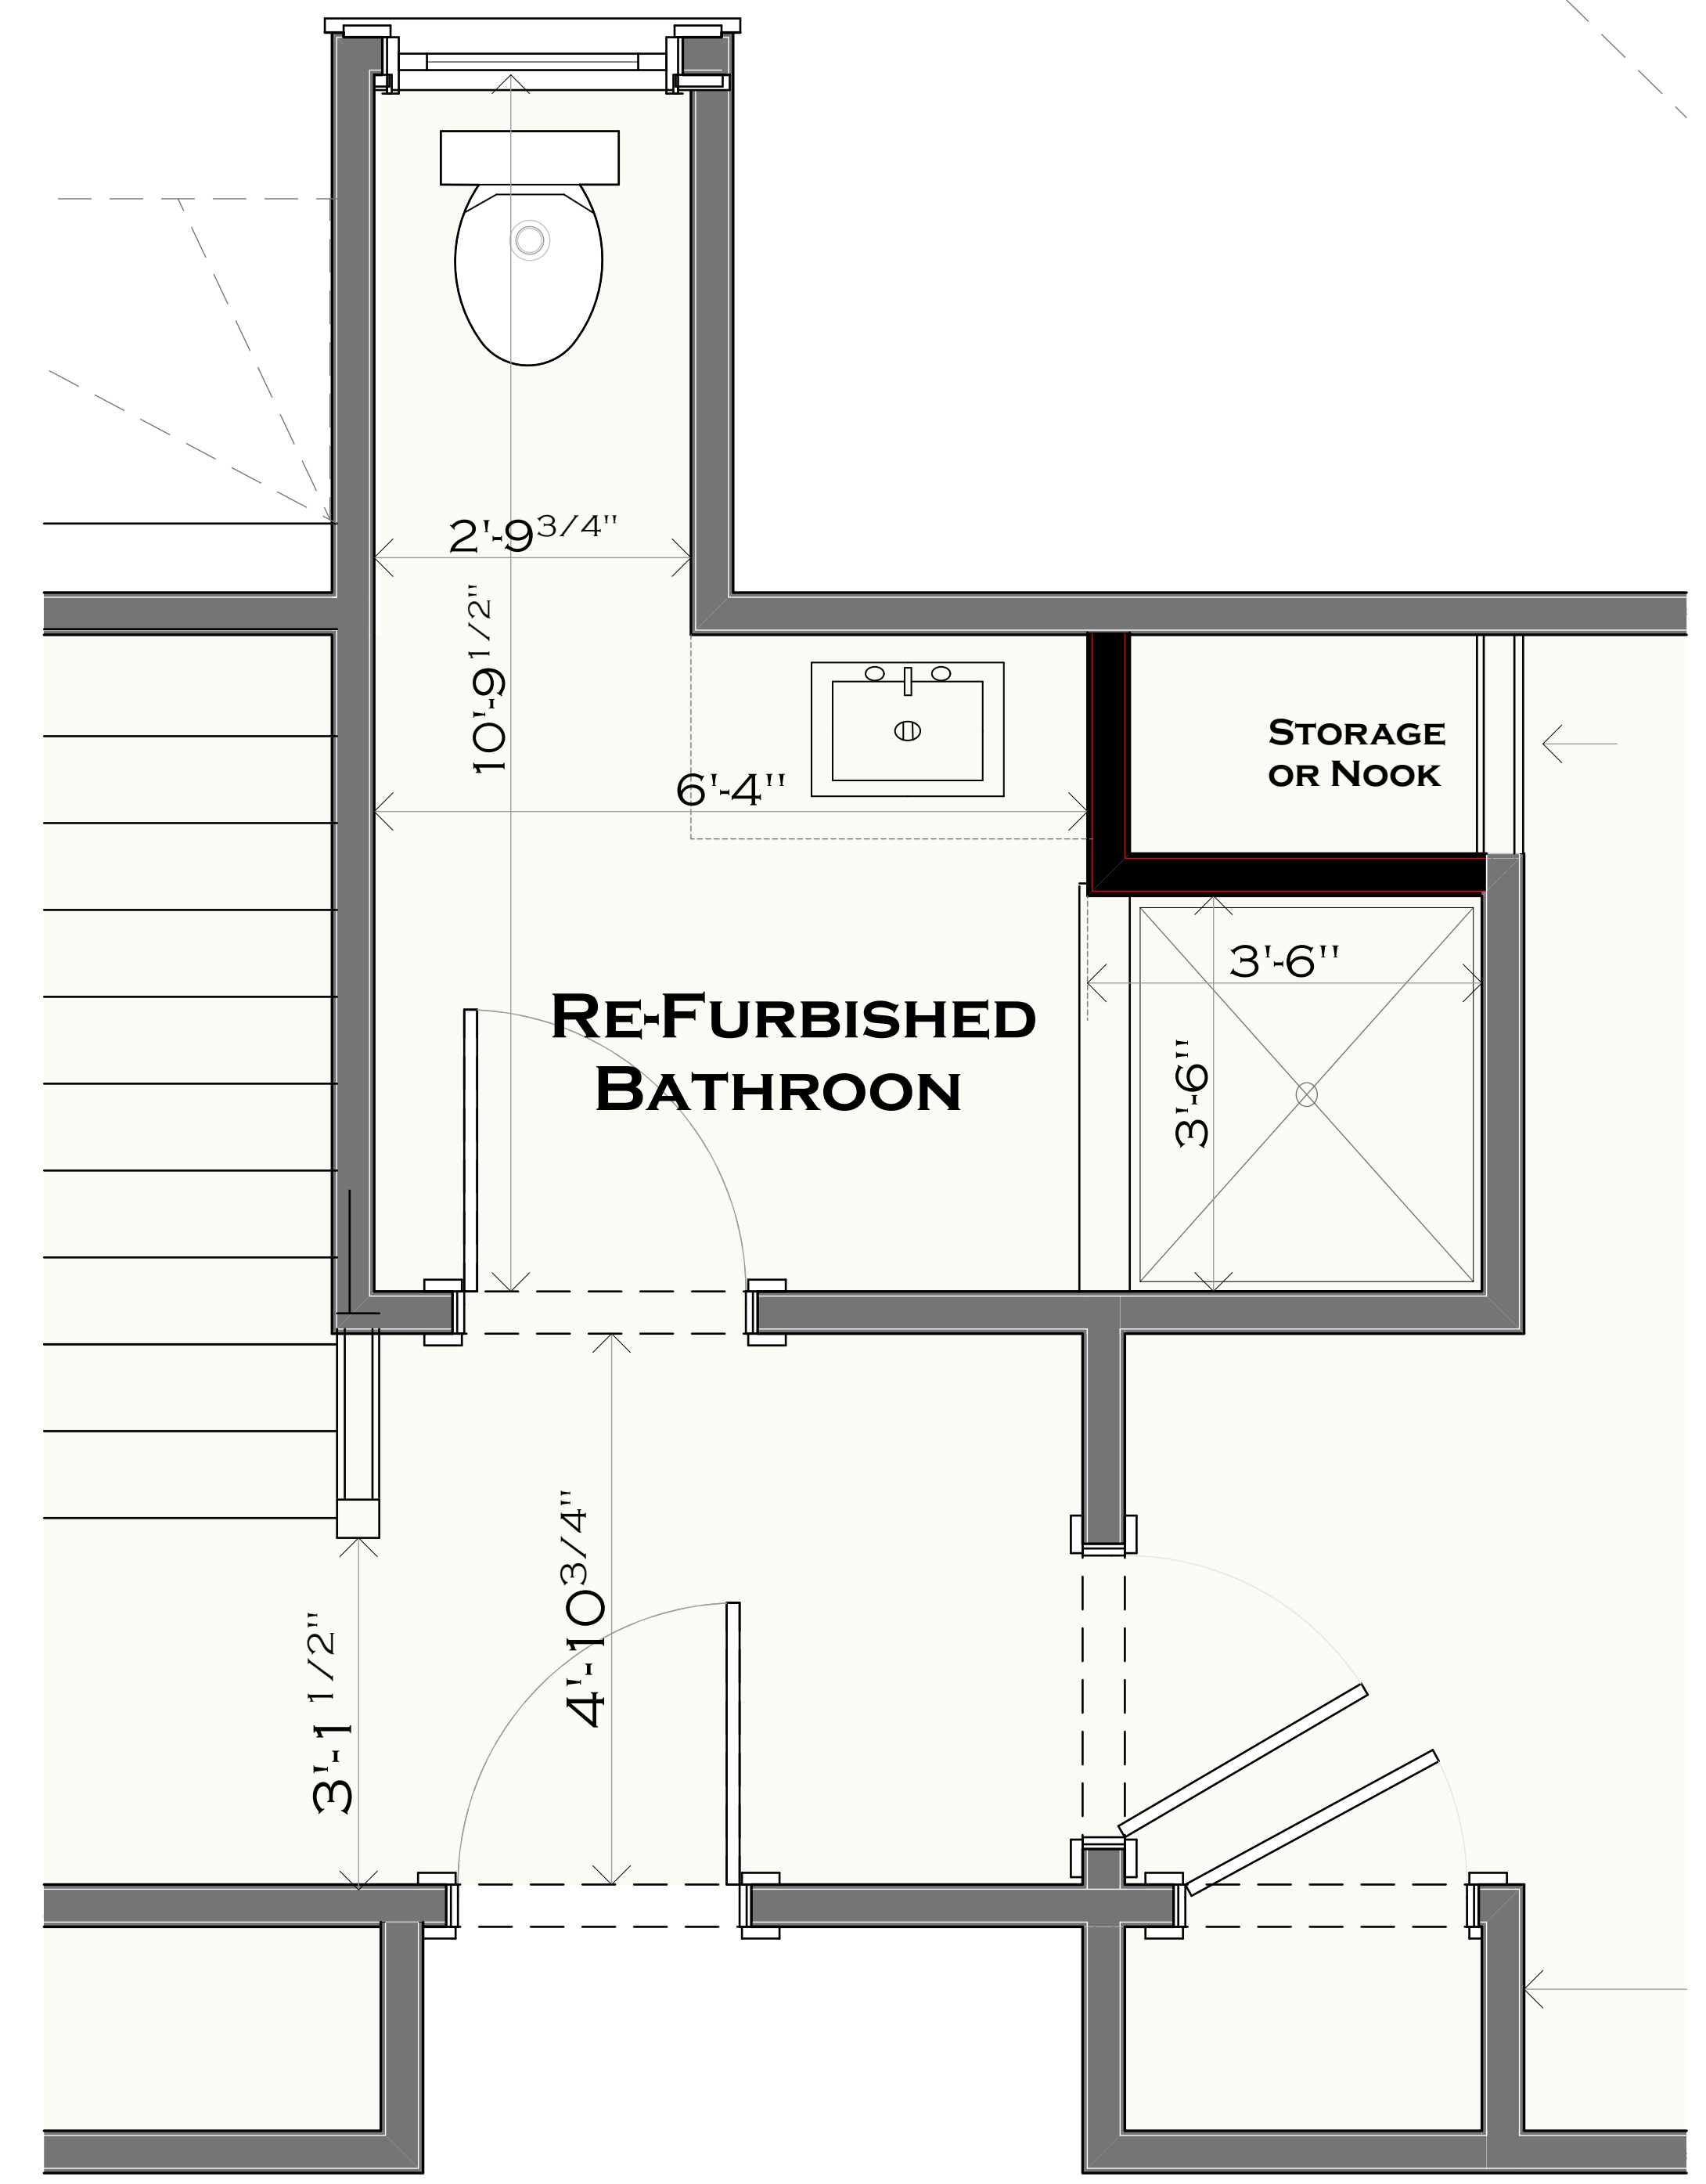 2'-9 3/4"
10'-9 1/2"
6'-4"
STORAGE
OR NOOK
3'-6"
3'-6"
RE-FURBISHED
BATHROON
4'-10 3/4"
3'-1 1/2"